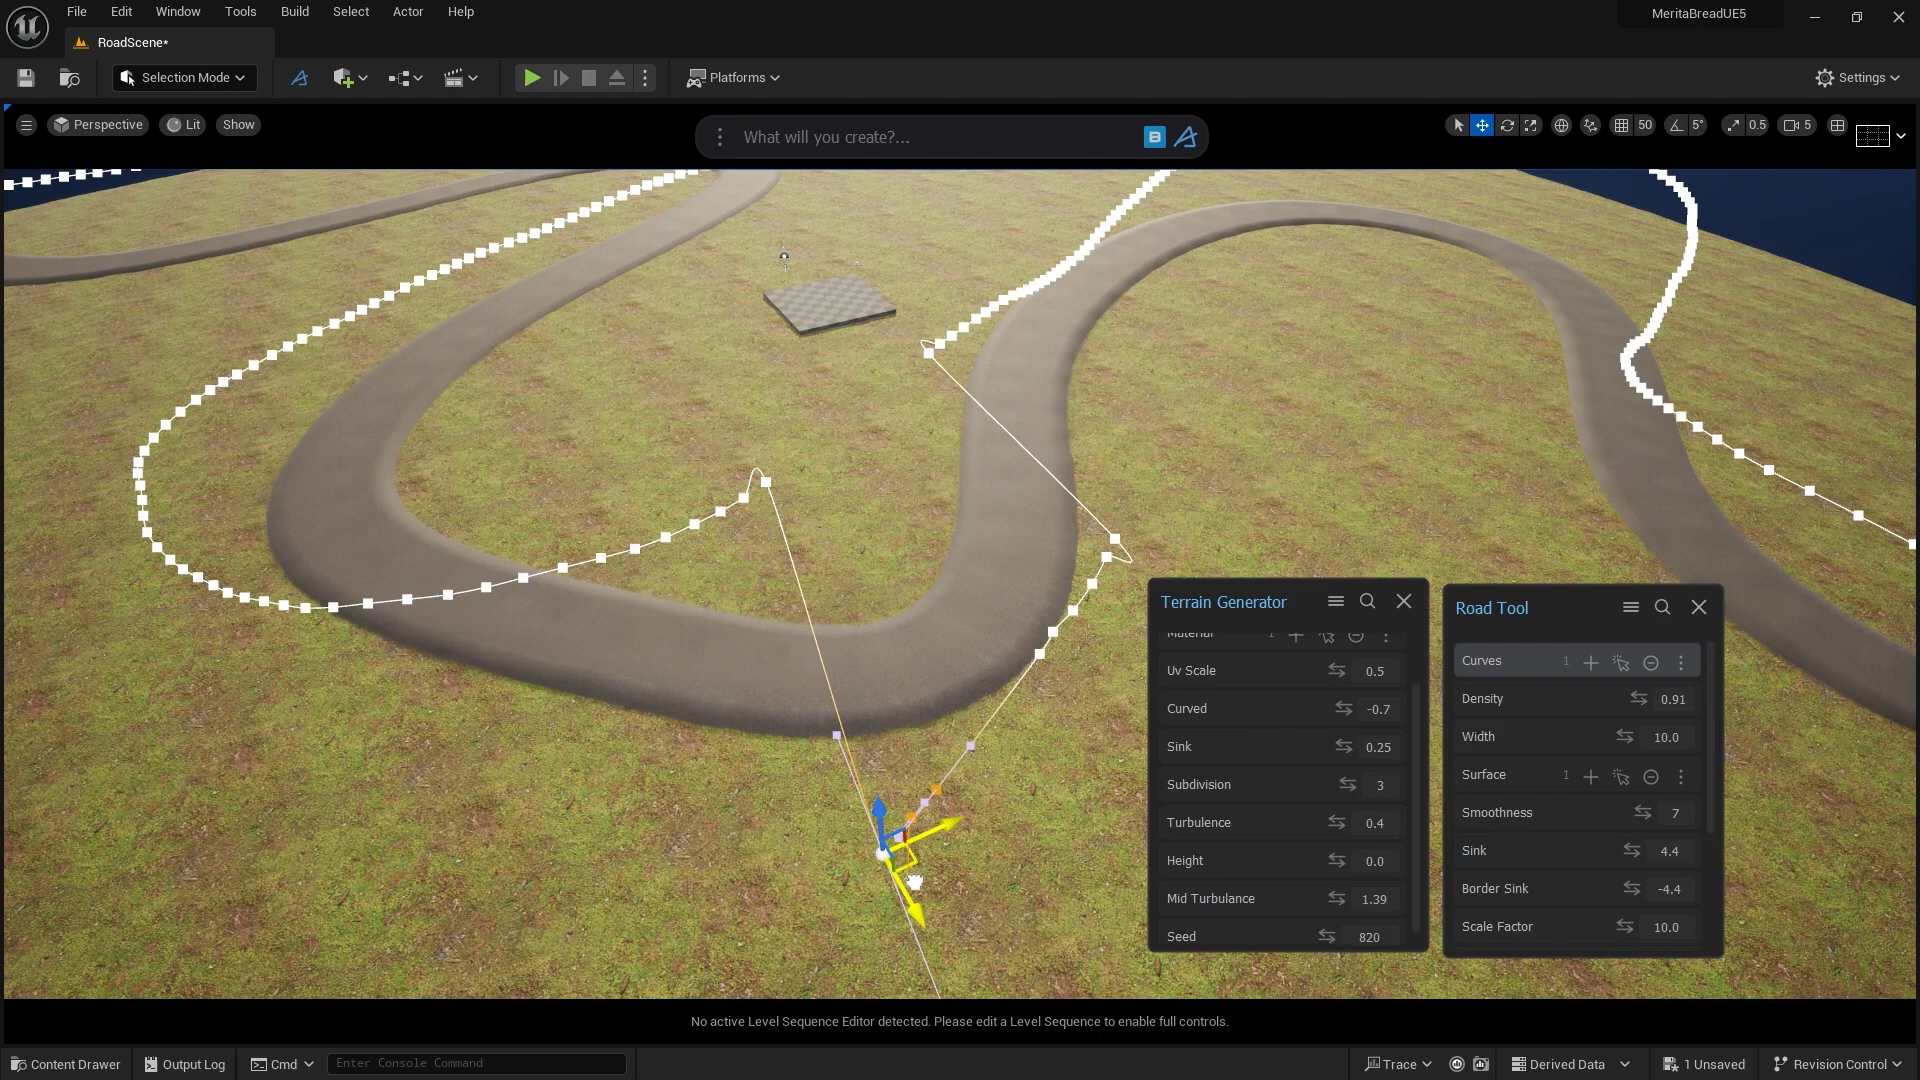 File Edit Window Tools Build Select Actor Help
MeritaBreadUE5
RoadScene*
Selection Mode
Platforms
Settings
Perspective
Lit
Show
What will you create?...
B
50
5°
0.5
5
Terrain Generator
Material 1
Uv Scale 0.5
Curved -0.7
Sink 0.25
Subdivision 3
Turbulence 0.4
Height 0.0
Mid Turbulance 1.39
Seed 820
Road Tool
Curves 1
Density 0.91
Width 10.0
Surface 1
Smoothness 7
Sink 4.4
Border Sink -4.4
Scale Factor 10.0
No active Level Sequence Editor detected. Please edit a Level Sequence to enable full controls.
Content Drawer
Output Log
Cmd
Enter Console Command
Trace
Derived Data
1 Unsaved
Revision Control